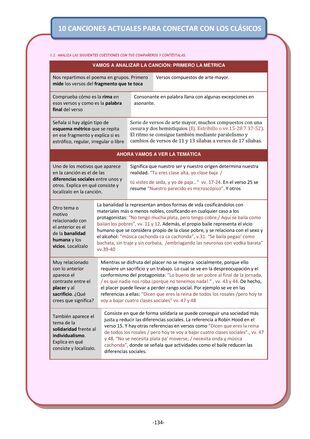 10 CANCIONES ACTUALES PARA CONECTAR CON LOS CLÁSICOS
1.2. ANALIZA LAS SIGUIENTES CUESTIONES CON TUS COMPAÑEROS Y CONTÉSTALAS.
VAMOS A ANALIZAR LA CANCIÓN: PRIMERO LA MÉTRICA
Nos repartimos el poema en grupos. Primero
mide los versos del fragmento que te toca
Versos compuestos de arte mayor.
Comprueba cómo es la rima en
esos versos y como es la palabra
final del verso
Consonante en palabra llana con algunas excepciones en
asonante.
Señala si hay algún tipo de
esquema métrico que se repita
en ese fragmento y explica si es
estrófico, regular, irregular o libre
Serie de versos de arte mayor, muchos compuestos con una
cesura y dos hemistiquios (Ej. Estribillo o vv.15-28 ? 37-52).
El ritmo se consigue también mediante paralelismo y
cambios de versos de 11 y 13 sílabas a versos de 17 sílabas.
AHORA VAMOS A VER LA TEMÁTICA
Uno de los motivos que aparecen
en la canción es el de las
diferencias sociales entre unos y
otros. Explica en qué consiste y
localízalo en la canción.
Significa que nuestro ser y nuestro origen determina nuestra
realidad. "Tu eres clase alta, yo clase baja /
tú vistes de seda, y yo de paja..." vv. 17-24. En el verso 25 se
resume "Nuestro parecido es microscópico". Y otros
Otro tema o
motivo
relacionado con
el anterior es el
de la banalidad
humana y los
vicios. Localízalo
La banalidad la representan ambos formas de vida cosificándolos con
materiales más o menos nobles, cosificando en cualquier caso a los
protagonistas: "No tengo mucha plata, pero tengo cobre / Aquí se baila como
bailan los pobres", vv. 11 y 12. Además, el propio baile representa el vicio
humano que se considera propio de la clase pobre, y se relaciona con el sexo y
el alcohol: "música cachonda ra ca cachonda", v.31 "Se baila pegao' como
bachata, sin traje y sin corbata, /embriagando las neuronas con vodka barata"
vv.39-40
Muy relacionado
con lo anterior
aparece el
contraste entre el
placer y al
sacrificio. ¿Qué
crees que significa?
Mientras se disfruta del placer no se mejora socialmente, porque ello
requiere un sacrificio y un trabajo. Lo cual se ve en la despreocupación y el
conformismo del protagonista: "Lo bueno de ser pobre al final de la jornada,
/ es que nadie nos roba (porque no tenemos nada)." , vv. 43 y 44. De hecho,
el placer puede llevar a perder rango social. Por ejemplo se ve en las
referencias a ellas: "Dicen que eres la reina de todos los rosales /pero hoy te
voy a bajar cuatro clases sociales" vv. 47 y 48
También aparece el
tema de la
solidaridad frente al
individualismo.
Explica en qué
consiste y localízalo.
Consiste en que de forma solidaria se puede conseguir una sociedad más
justa y reducir las diferencias sociales. La referencia a Robin Hood en el
verso 15. Y hay otras referencias en versos como "Dicen que eres la reina
de todos los rosales / pero hoy te voy a bajar cuatro clases sociales"., vv. 47
y 48. "No se necesita plata pa' moverse, / necesita onda y música
cachonda", donde se señala que actividades como el baile reducen las
diferencias sociales.
-134-